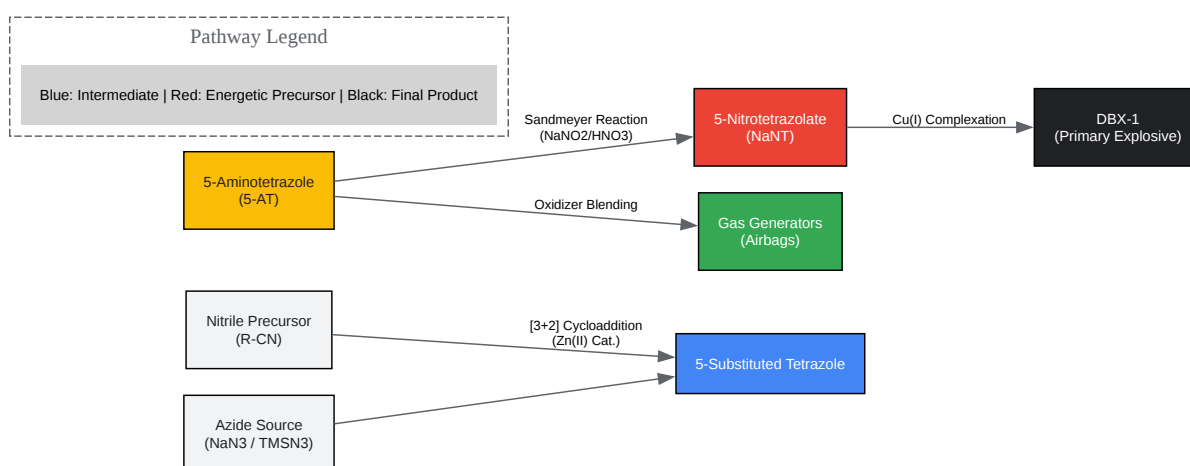 Pathway Legend
Blue: Intermediate | Red: Energetic Precursor | Black: Final Product
Sandmeyer Reaction
(NaNO2/HNO3)
5-Nitrotetrazolate
(NaNT)
Cu(I) Complexation
DBX-1
(Primary Explosive)
5-Aminotetrazole
(5-AT)
Oxidizer Blending
Gas Generators
(Airbags)
Nitrile Precursor
(R-CN)
[3+2] Cycloaddition
(Zn(II) Cat.)
5-Substituted Tetrazole
Azide Source
(NaN3 / TMSN3)